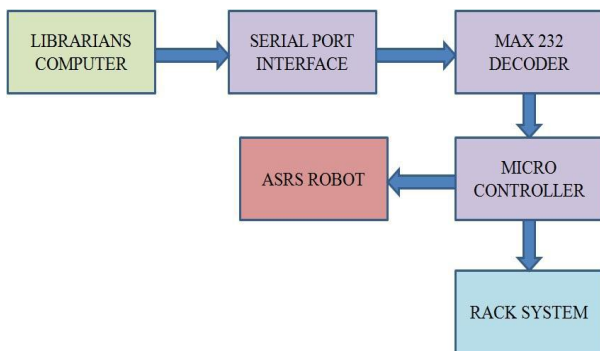 LIBRARIANS
COMPUTER
SERIAL PORT
INTERFACE
MAX 232
DECODER
ASRS ROBOT
MICRO
CONTROLLER
RACK SYSTEM